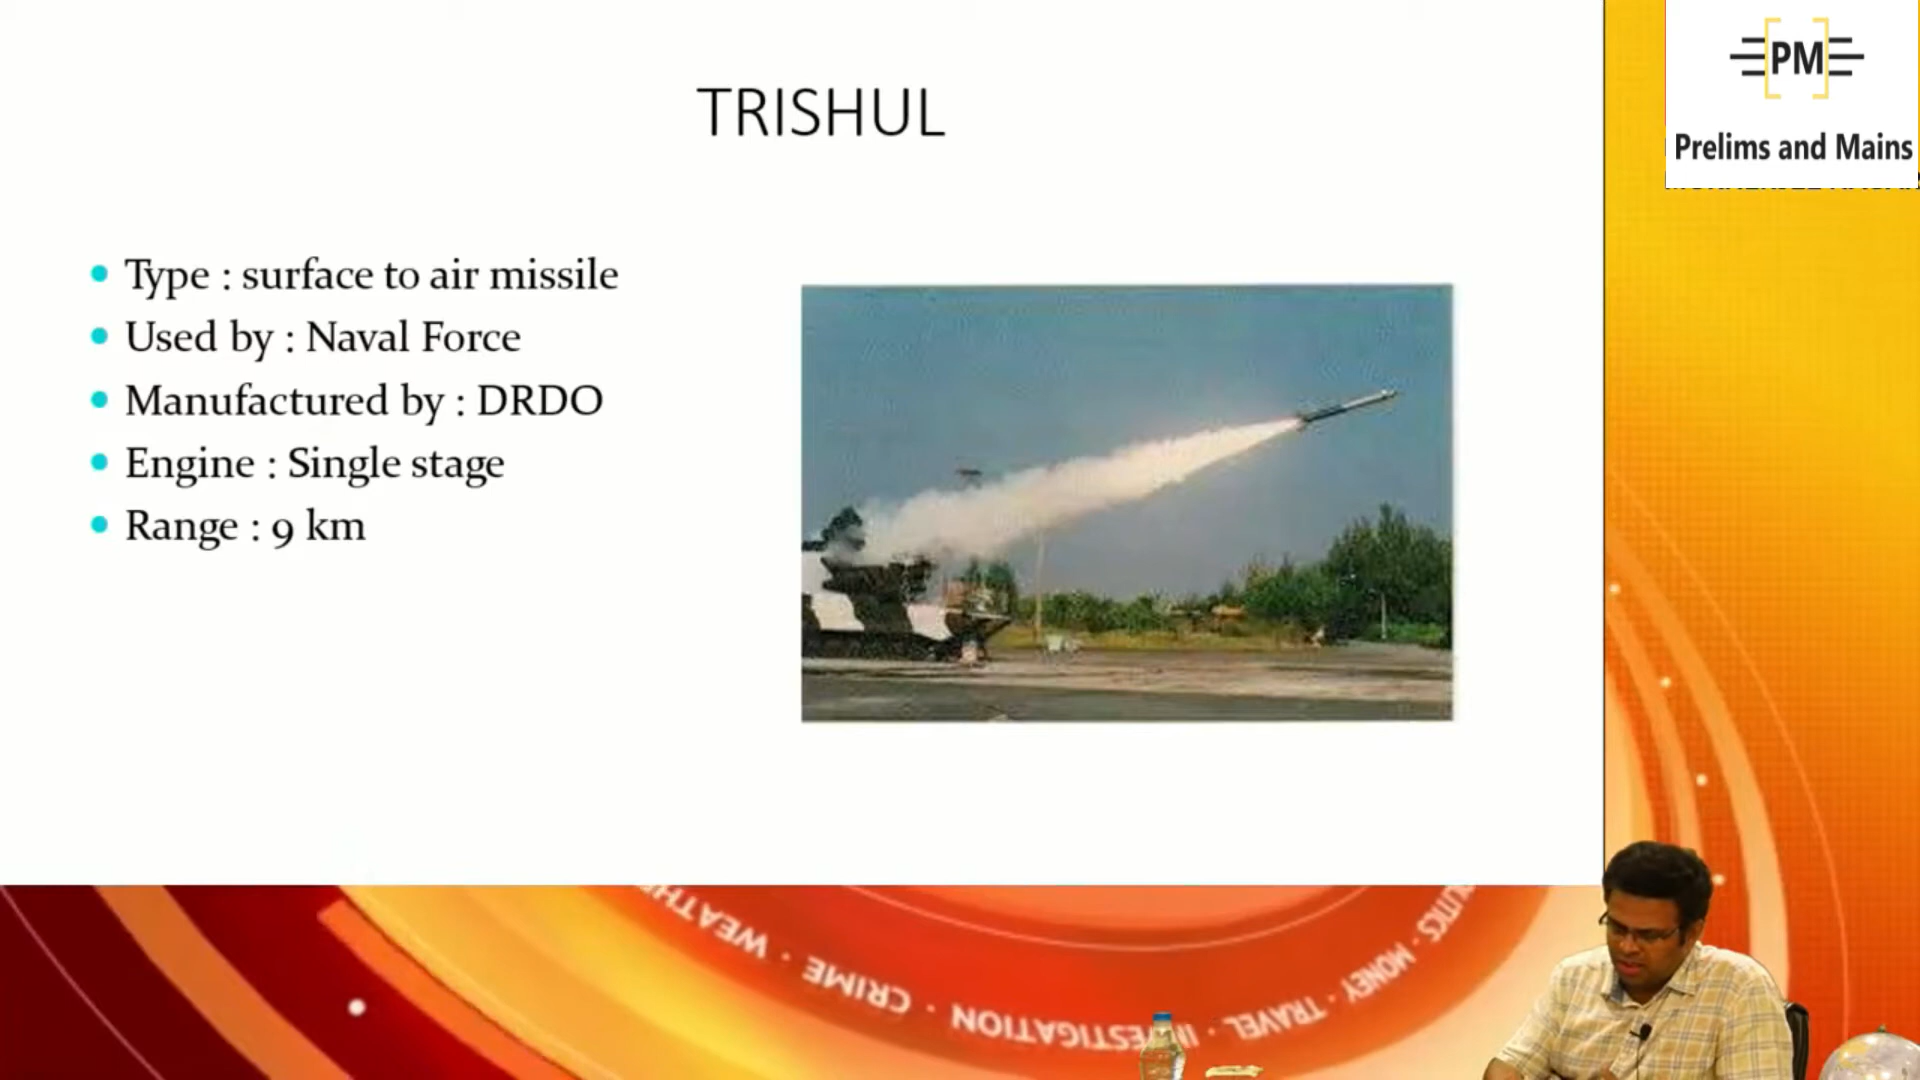 PM
Prelims and Mains
TRISHUL
Type : surface to air missile
Used by : Naval Force
Manufactured by : DRDO
Engine : Single stage
Range : 9 km
WEATHER · CRIME · INVESTIGATION · TRAVEL · MONEY · POLITICS